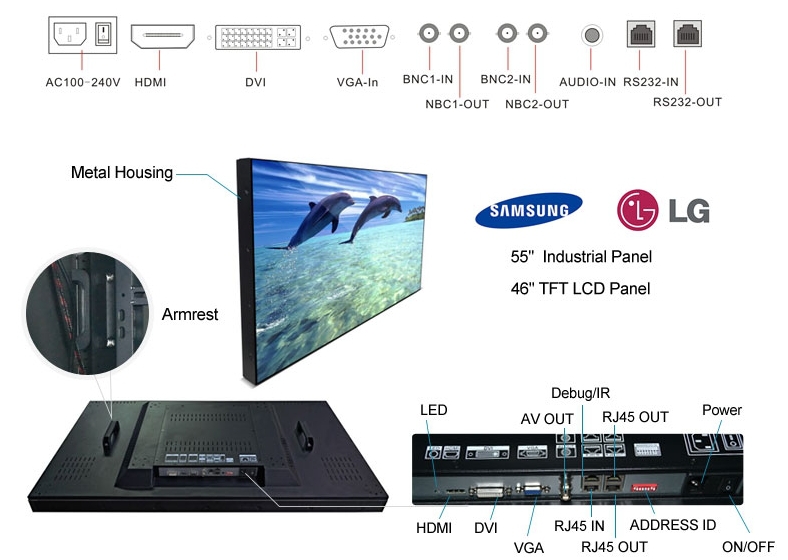 AC100-240V
HDMI
DVI
VGA-In
BNC1-IN
NBC1-OUT
BNC2-IN
NBC2-OUT
AUDIO-IN
RS232-IN
RS232-OUT
Metal Housing
SAMSUNG
LG
55" Industrial Panel
46" TFT LCD Panel
Armrest
LED
AV OUT
Debug/IR
RJ45 OUT
Power
DVI
VGA
HDMI
DVI
VGA
RJ45 IN
RJ45 OUT
ADDRESS ID
ON/OFF